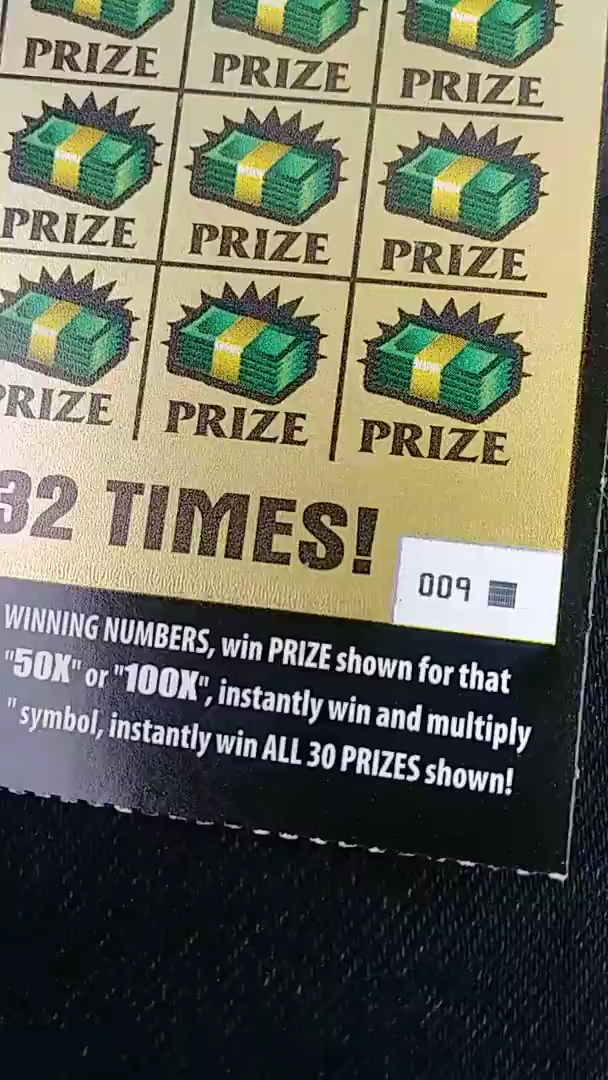 PRIZE PRIZE PRIZE
PRIZE PRIZE PRIZE
PRIZE PRIZE PRIZE
32 TIMES!
009
WINNING NUMBERS, win PRIZE shown for that
"50X" or "100X", instantly win and multiply
" symbol, instantly win ALL 30 PRIZES shown!